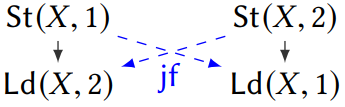 St(X, 1) St(X, 2)
jf
Ld(X, 2) Ld(X, 1)